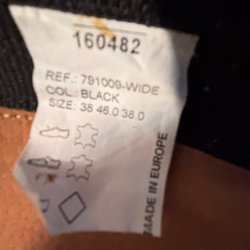 160482
REF.: 791009-WIDE
COL.: BLACK
SIZE: 38 46.0 38.0
MADE IN EUROPE